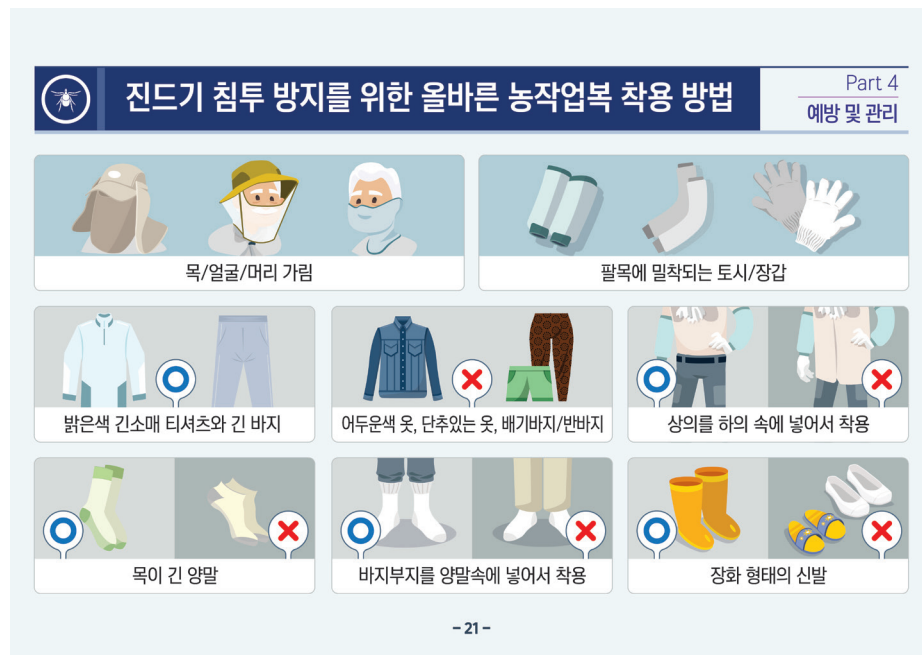 진드기 침투 방지를 위한 올바른 농작업복 착용 방법
Part 4
예방 및 관리
목/얼굴/머리 가림
팔목에 밀착되는 토시/장갑
밝은색 긴소매 티셔츠와 긴 바지
어두운색 옷, 단추있는 옷, 배기바지/반바지
상의를 하의 속에 넣어서 착용
목이 긴 양말
바지부지를 양말속에 넣어서 착용
장화 형태의 신발
– 21 –